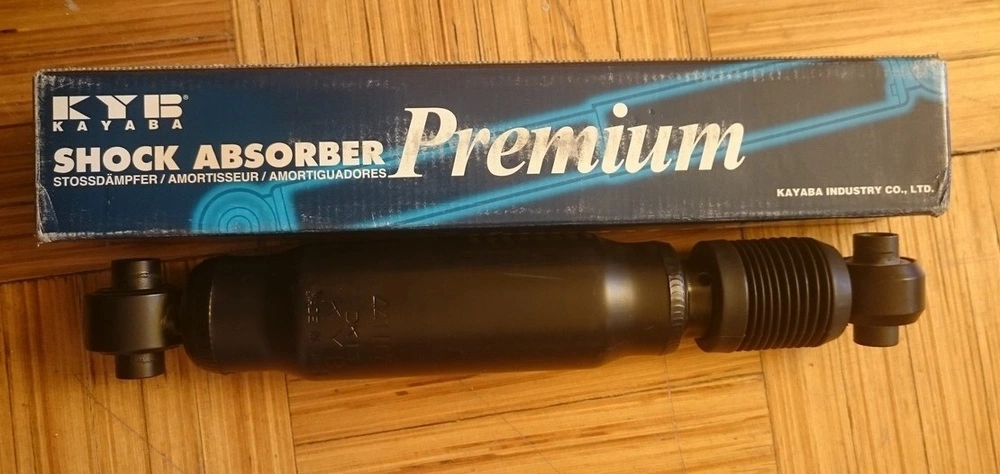 KYB®
KAYABA
SHOCK ABSORBER Premium
STOSSDÄMPFER / AMORTISSEUR / AMORTIGUADORES
KAYABA INDUSTRY CO., LTD.